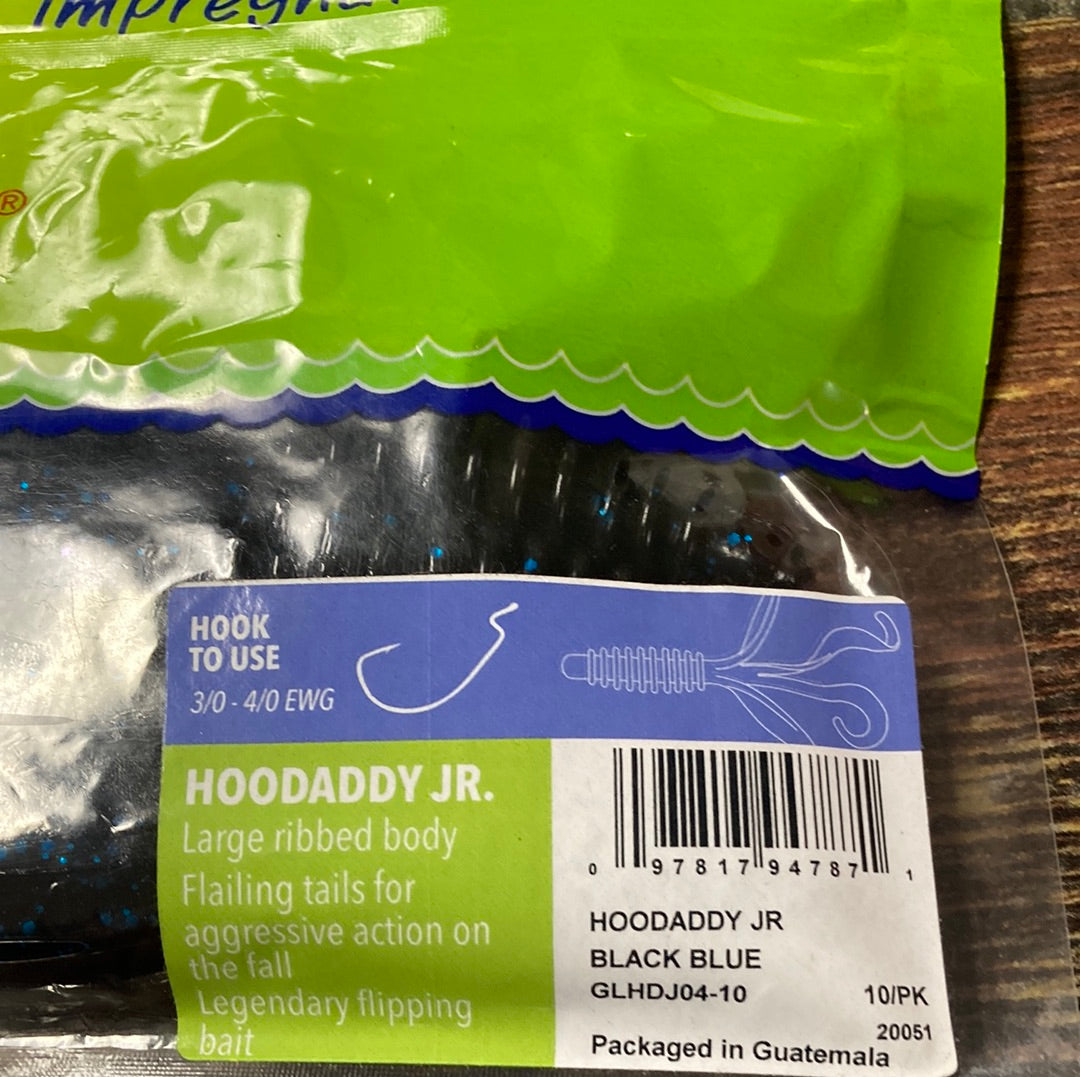 ®
HOOK
TO USE
3/0 - 4/0 EWG
HOODADDY JR.
Large ribbed body
Flailing tails for
aggressive action on
the fall
Legendary flipping
bait
0 97817 94787 1
HOODADDY JR
BLACK BLUE
GLHDJ04-10 10/PK
20051
Packaged in Guatemala